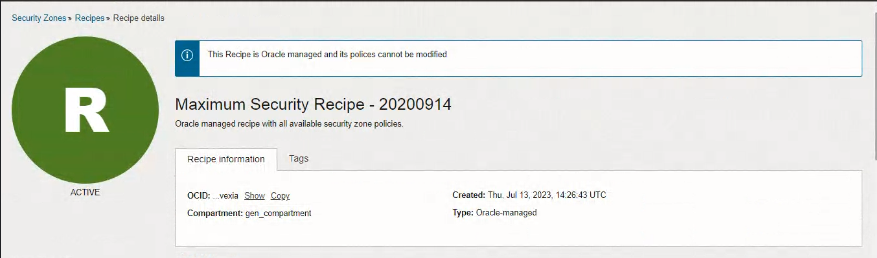 Security Zones » Recipes » Recipe details
R
ACTIVE
This Recipe is Oracle managed and its polices cannot be modified
Maximum Security Recipe - 20200914
Oracle managed recipe with all available security zone policies.
Recipe information Tags
OCID: ...vexia Show Copy
Compartment: gen_compartment
Created: Thu, Jul 13, 2023, 14:26:43 UTC
Type: Oracle-managed